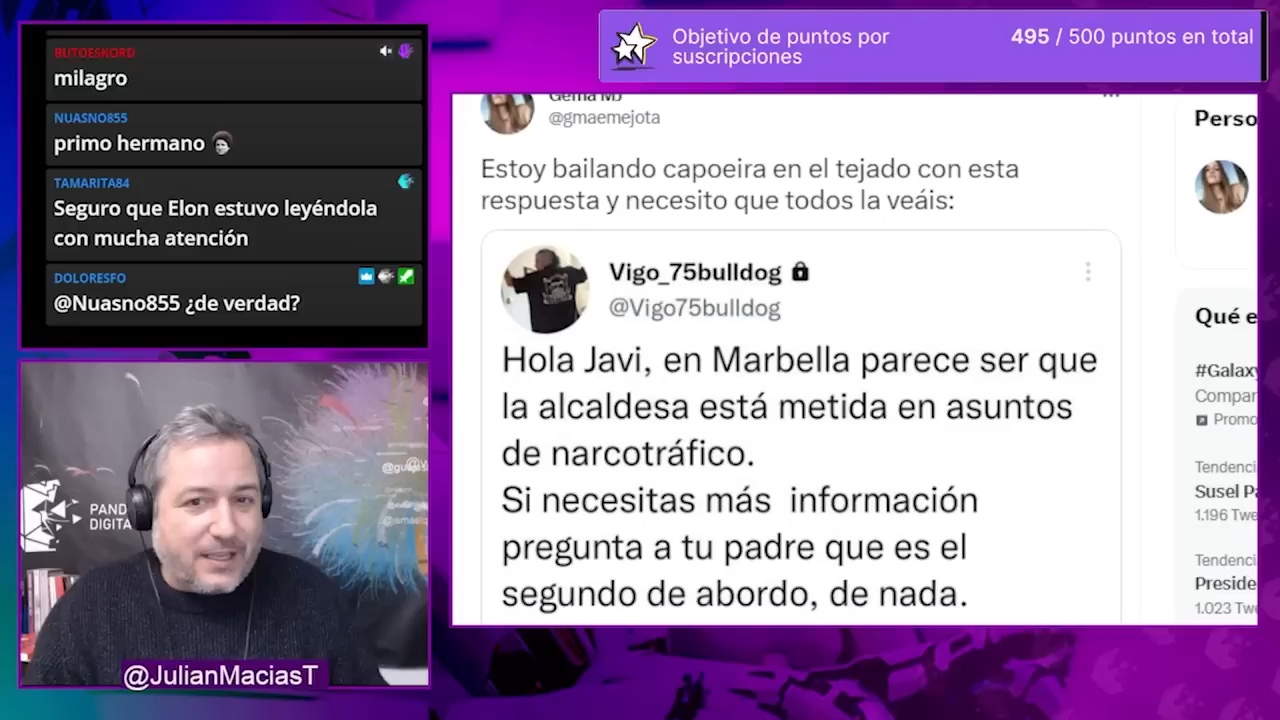 BUTOESKORD
milagro
NUASNO855
primo hermano
TAMARITA84
Seguro que Elon estuvo leyéndola
con mucha atención
DOLORESFO
@Nuasno855 ¿de verdad?
Objetivo de puntos por
suscripciones
495 / 500 puntos en total
Gema MJ
@gmaemejota
Estoy bailando capoeira en el tejado con esta
respuesta y necesito que todos la veáis:
Vigo_75bulldog
@Vigo75bulldog
Hola Javi, en Marbella parece ser que
la alcaldesa está metida en asuntos
de narcotráfico.
Si necesitas más información
pregunta a tu padre que es el
segundo de abordo, de nada.
Perso
Qué e
#Galaxy
Compar
Promo
Tendenci
Susel Pa
1.196 Twe
Tendenci
Preside
1.023 Twe
PAND
DIGITA
@JulianMaciasT